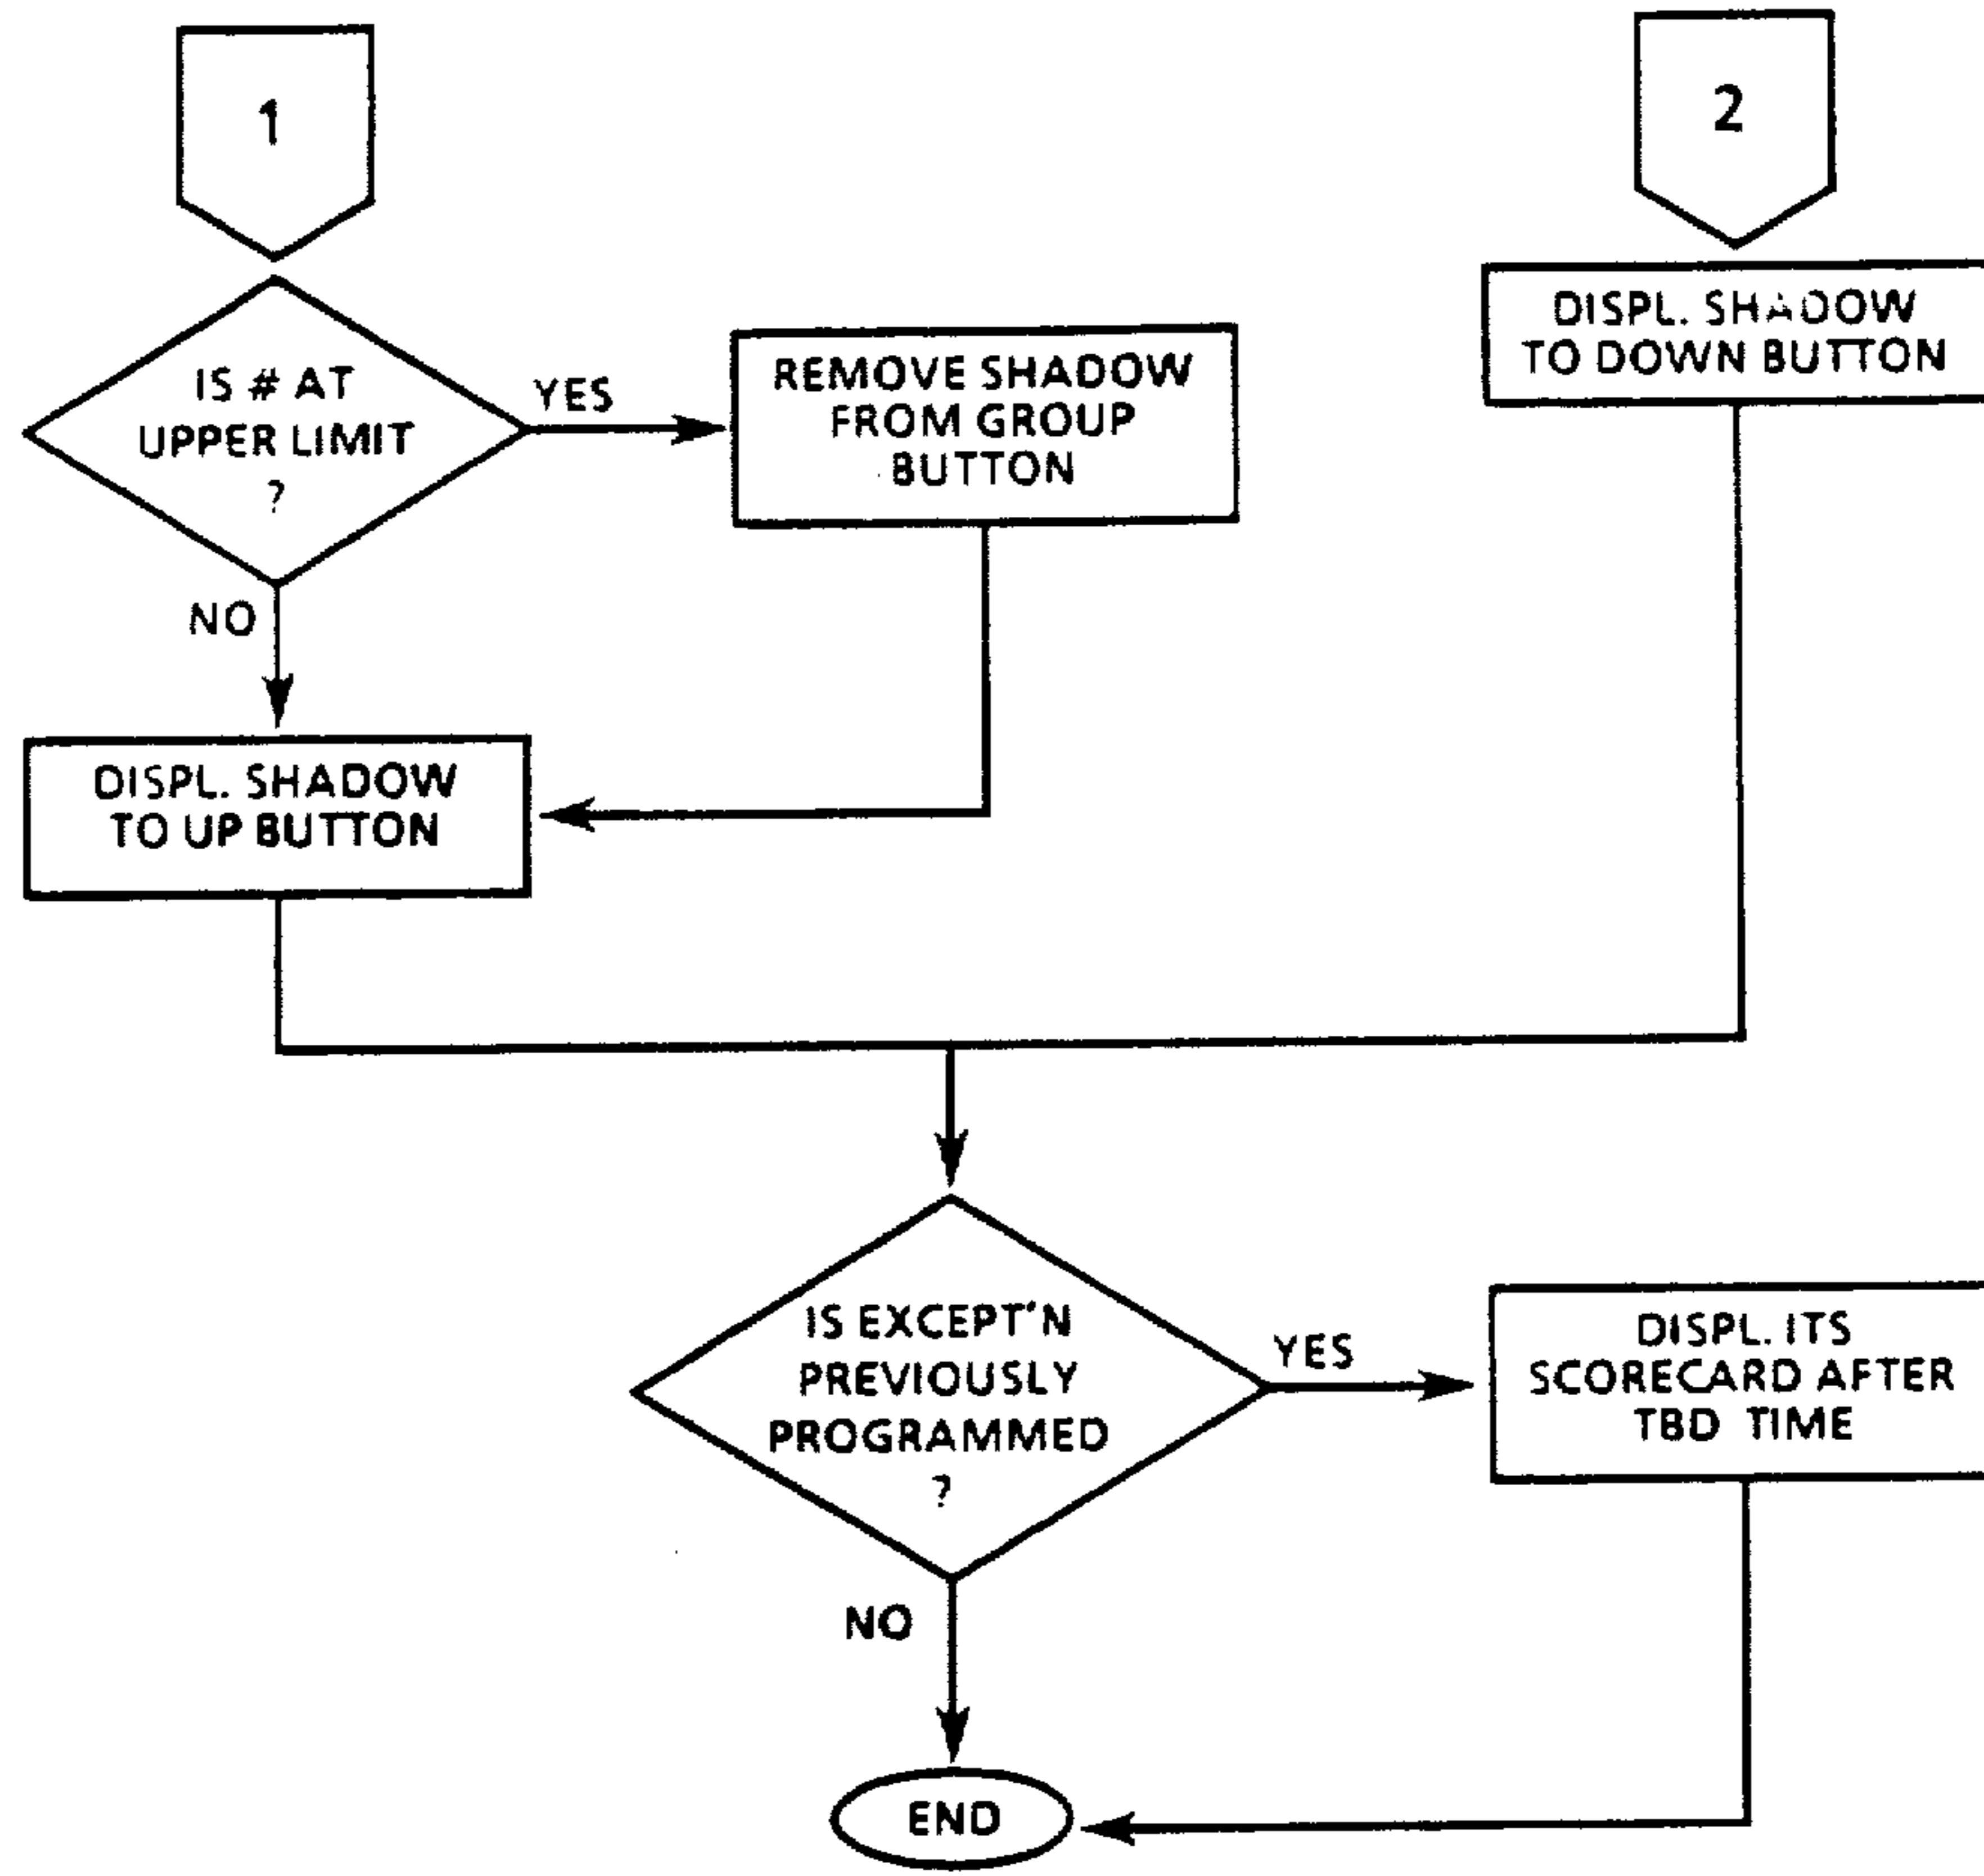 1
2
IS # AT
UPPER LIMIT
?
YES
REMOVE SHADOW
FROM GROUP
BUTTON
DISPL. SHADOW
TO DOWN BUTTON
NO
DISPL. SHADOW
TO UP BUTTON
IS EXCEPT'N
PREVIOUSLY
PROGRAMMED
?
YES
DISPL. ITS
SCORECARD AFTER
TBD TIME
NO
END